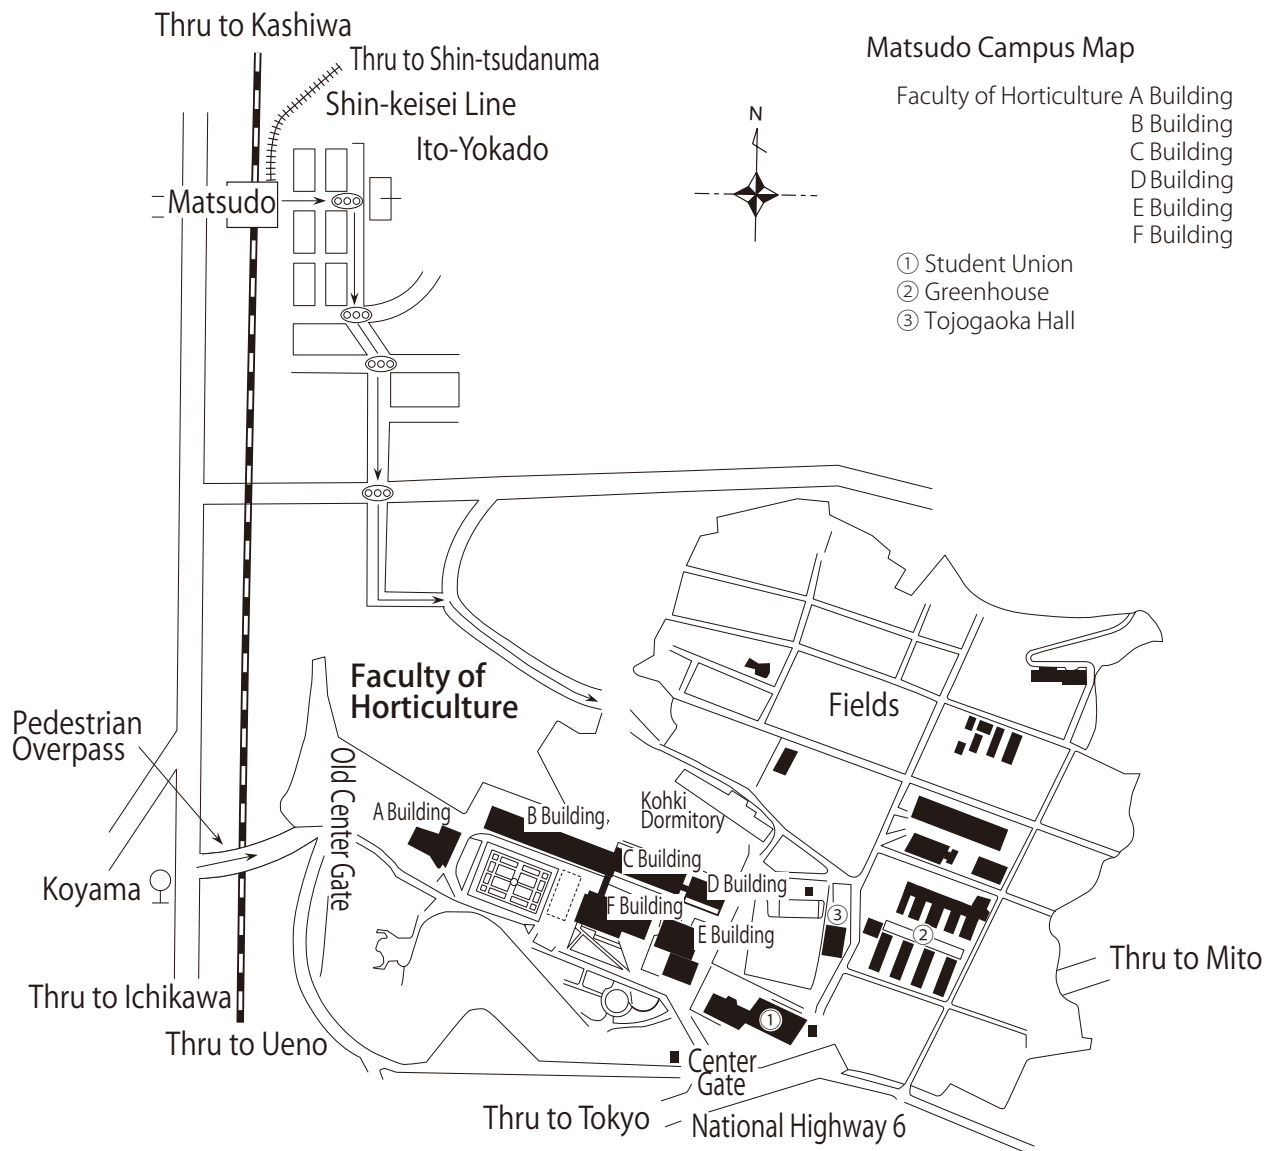 Thru to Kashiwa
Thru to Shin-tsudanuma
Shin-keisei Line
Ito-Yokado
Matsudo
Matsudo Campus Map
Faculty of Horticulture A Building
B Building
C Building
D Building
E Building
F Building
① Student Union
② Greenhouse
③ Tojogaoka Hall
N
Faculty of
Horticulture
Fields
Pedestrian
Overpass
Old Center Gate
A Building
B Building
Kohki
Dormitory
C Building
D Building
F Building
E Building
③
②
①
Koyama
Thru to Mito
Thru to Ichikawa
Thru to Ueno
Center
Gate
Thru to Tokyo
National Highway 6